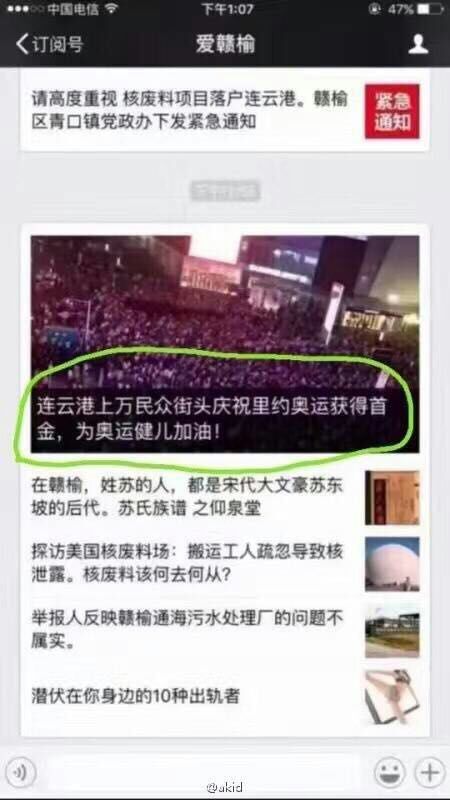 中国电信
下午1:07
47%
订阅号
爱赣榆
请高度重视 核废料项目落户连云港。赣榆
区青口镇党政办下发紧急通知
紧急
通知
连云港上万民众街头庆祝里约奥运获得首
金，为奥运健儿加油！
在赣榆，姓苏的人，都是宋代大文豪苏东
坡的后代。苏氏族谱 之仰泉堂
探访美国核废料场：搬运工人疏忽导致核
泄露。核废料该何去何从？
举报人反映赣榆通海污水处理厂的问题不
属实。
潜伏在你身边的10种出轨者
@akid